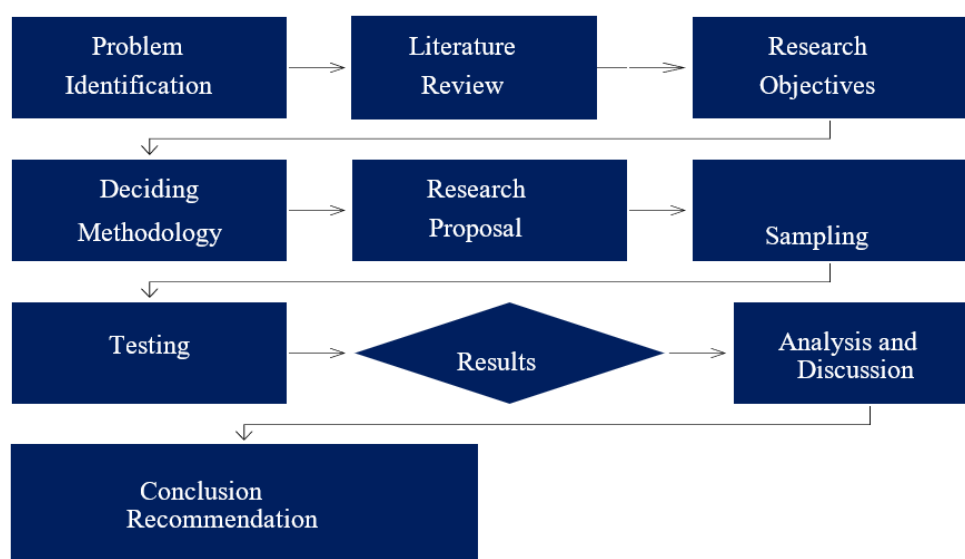 Problem
Identification
Literature
Review
Research
Objectives
Deciding
Methodology
Research
Proposal
Sampling
Testing
Results
Analysis and
Discussion
Conclusion
Recommendation